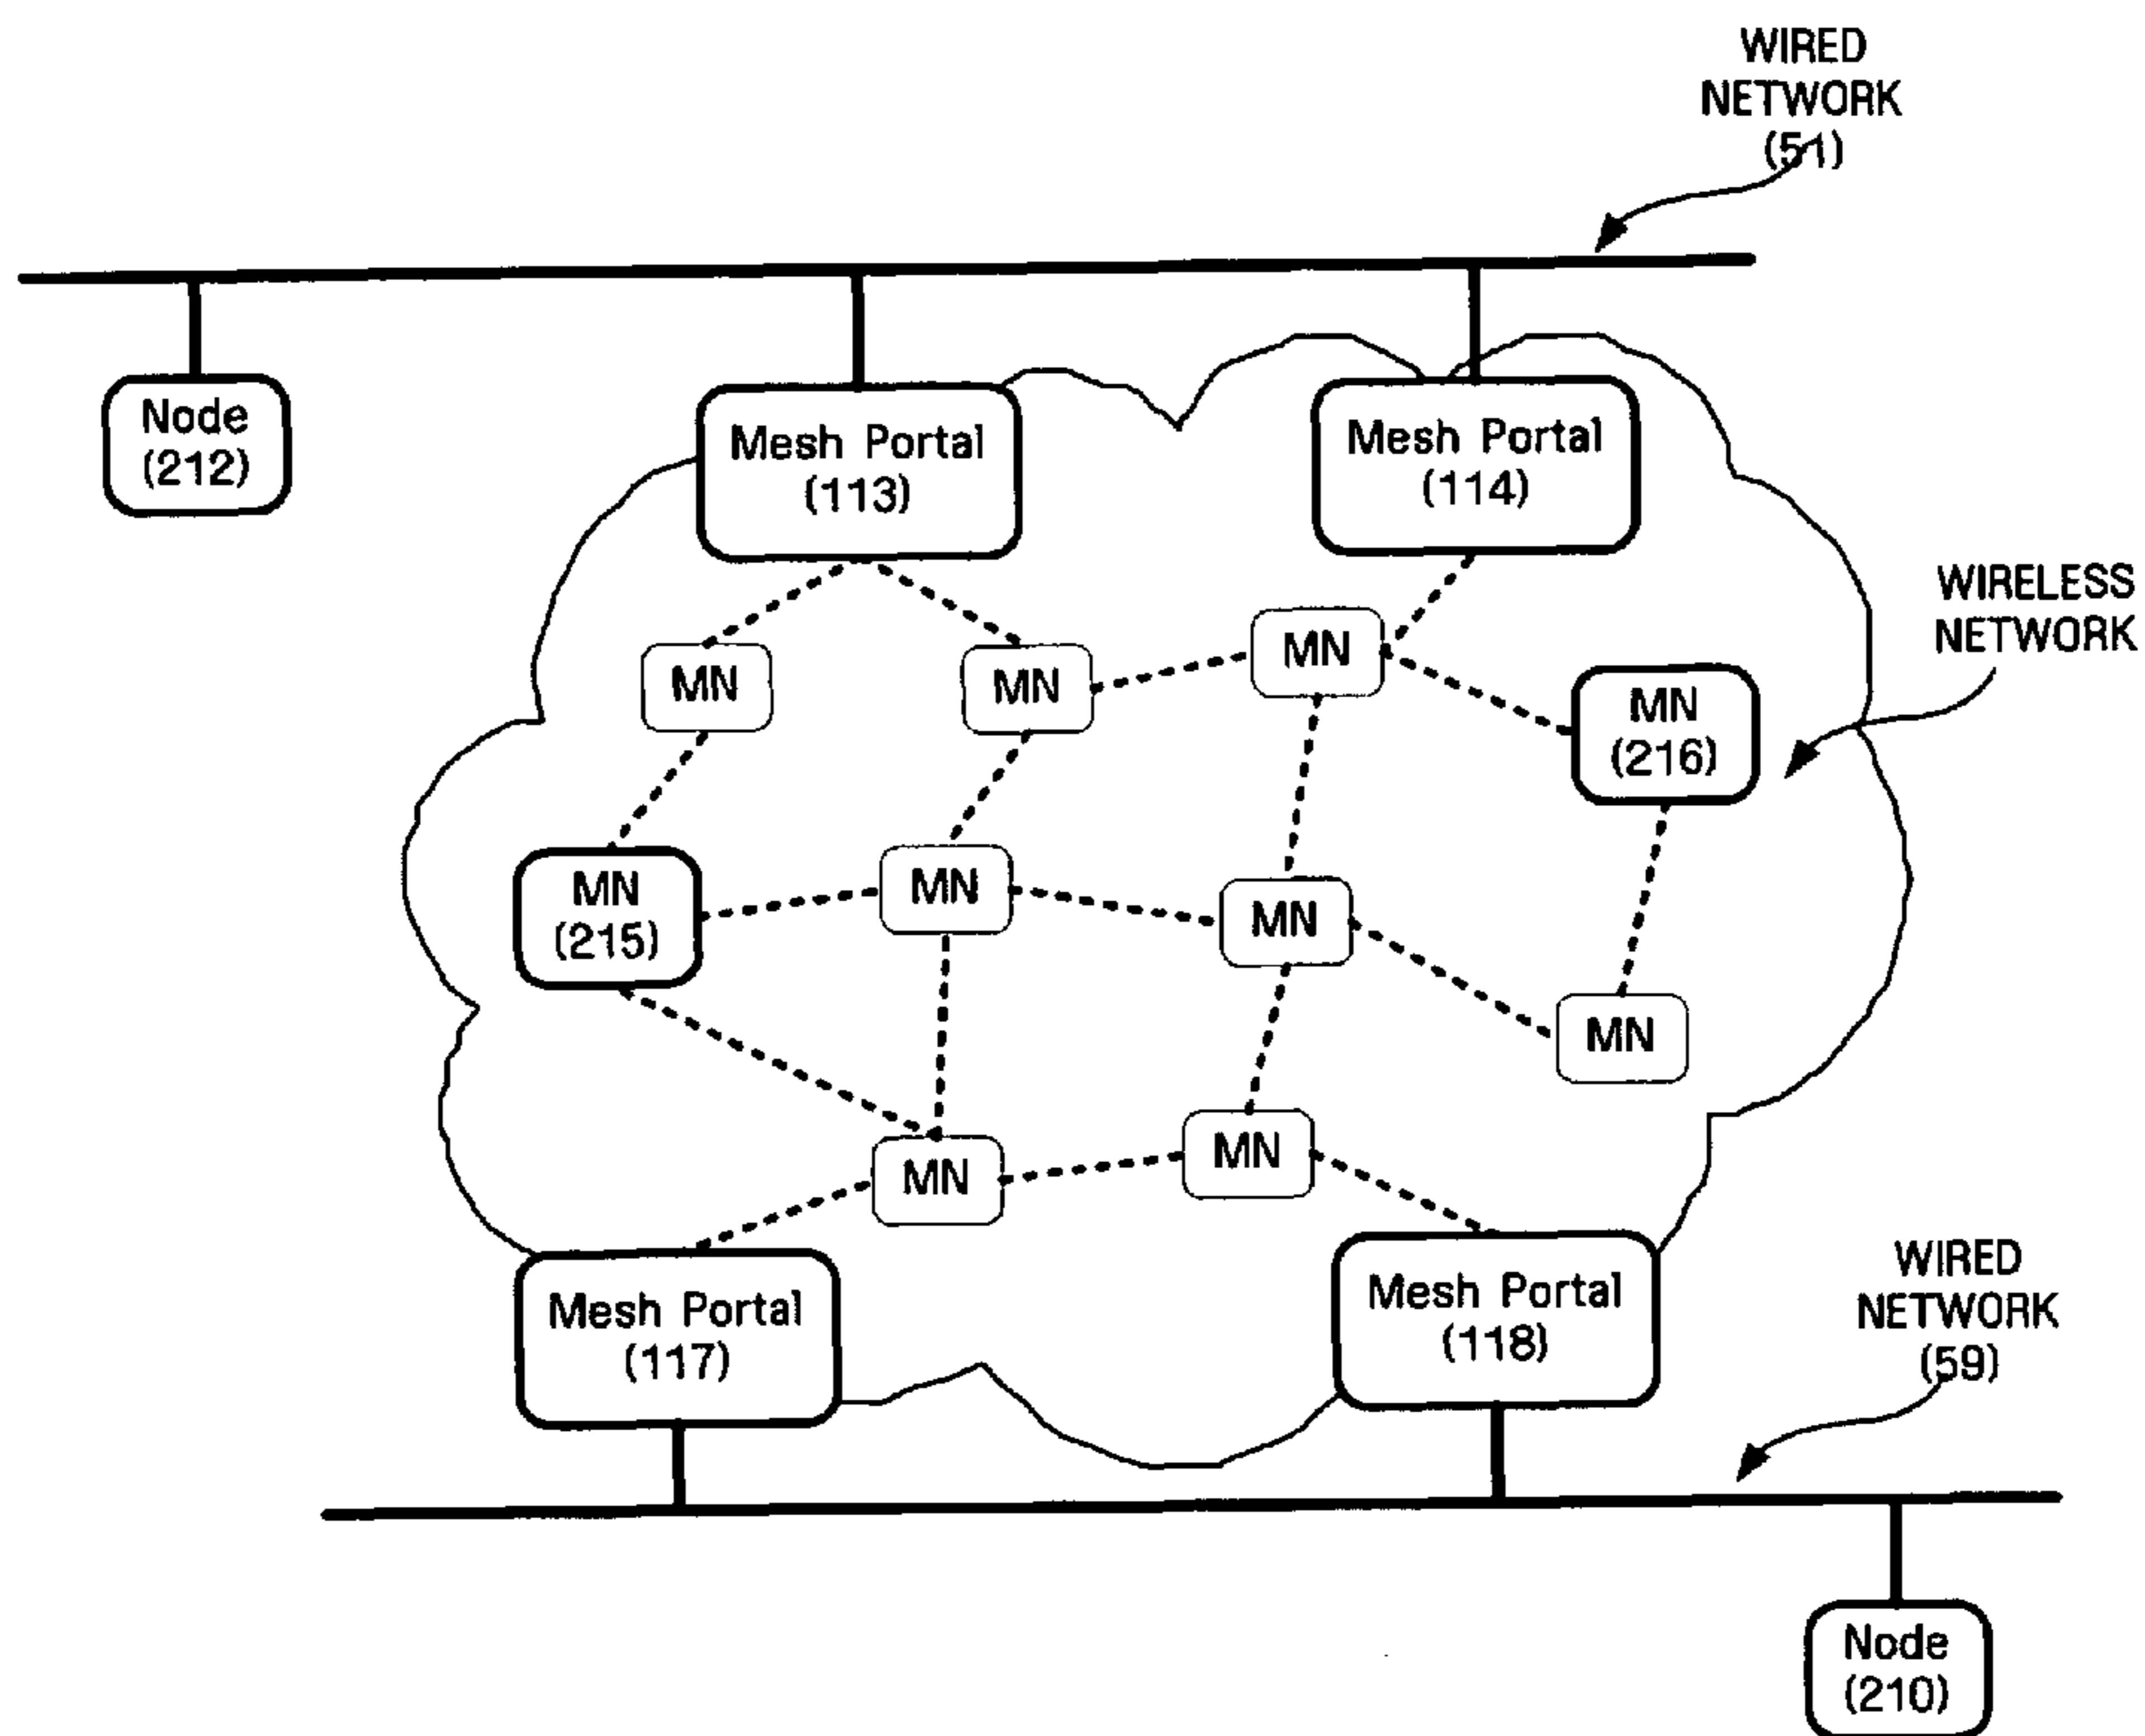 WIRED
NETWORK
(51)
Node
(212)
Mesh Portal
(113)
Mesh Portal
(114)
WIRELESS
NETWORK
MN
MN
MN
MN
(216)
MN
(215)
MN
MN
MN
MN
MN
Mesh Portal
(117)
Mesh Portal
(118)
WIRED
NETWORK
(59)
Node
(210)